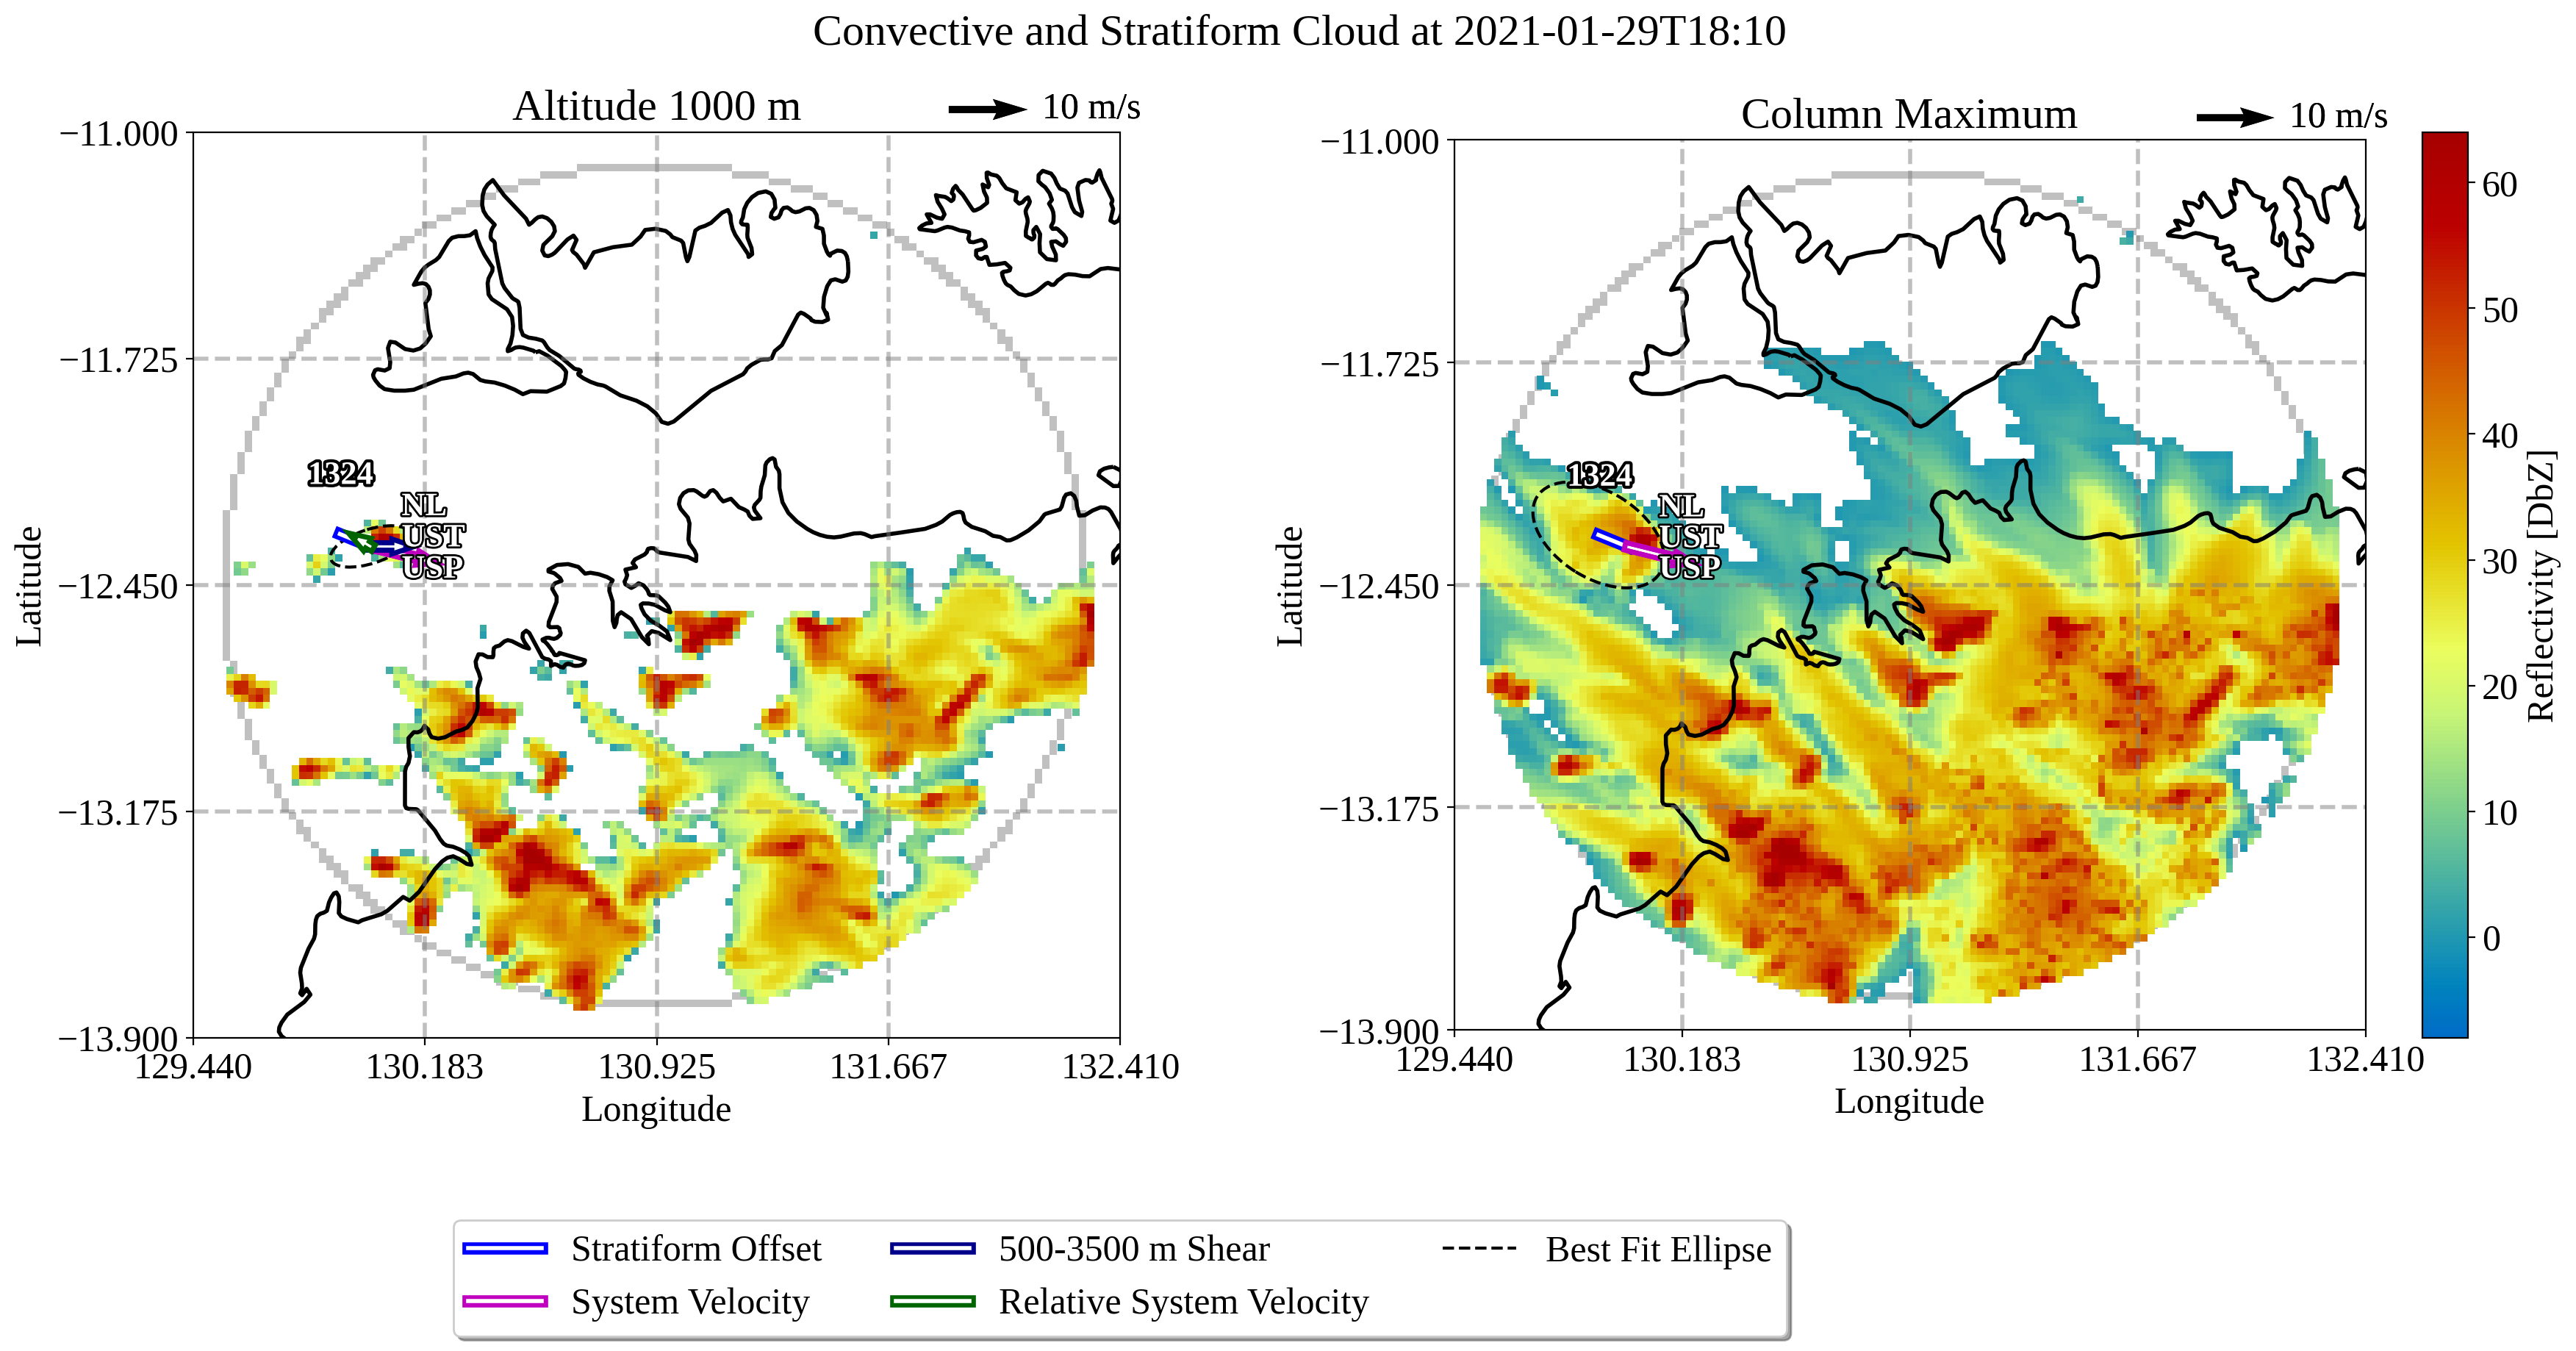 Convective and Stratiform Cloud at 2021-01-29T18:10
Altitude 1000 m
10 m/s
−11.000
−11.725
−12.450
−13.175
−13.900
Latitude
129.440
130.183
130.925
131.667
132.410
Longitude
1324
NL
UST
USP
Column Maximum
10 m/s
−11.000
−11.725
−12.450
−13.175
−13.900
Latitude
129.440
130.183
130.925
131.667
132.410
Longitude
1324
NL
UST
USP
60
50
40
30
20
10
0
Reflectivity [DbZ]
Stratiform Offset
System Velocity
500-3500 m Shear
Relative System Velocity
Best Fit Ellipse